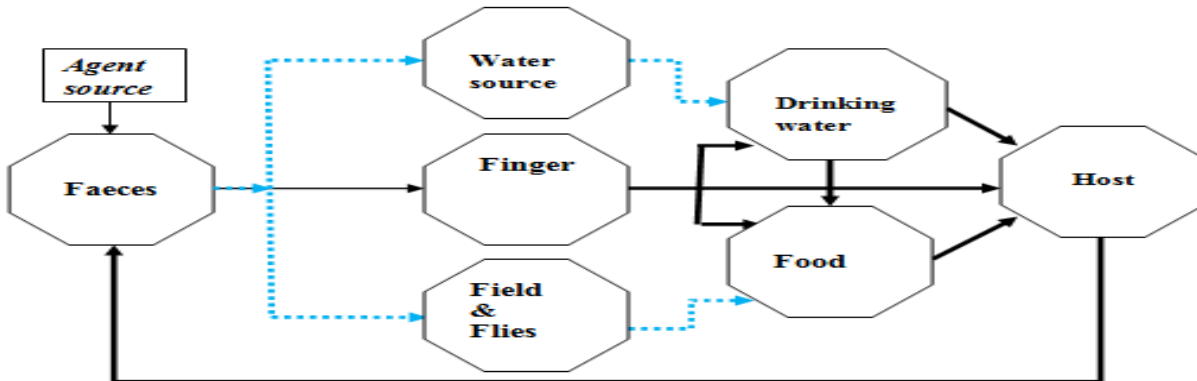 Agent
source
Faeces
Water
source
Finger
Field
&
Flies
Drinking
water
Food
Host